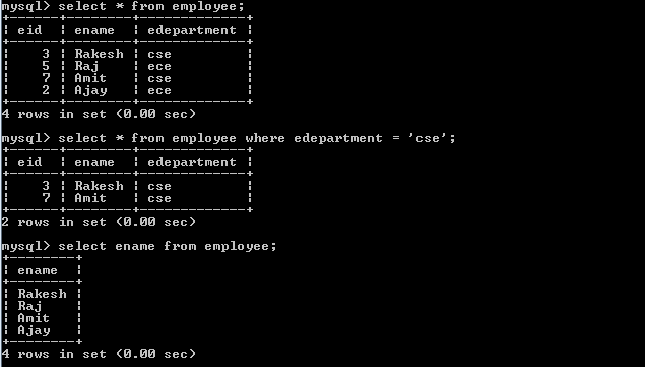 mysql> select * from employee;
+------+--------+-------------+
| eid  | ename  | edepartment |
+------+--------+-------------+
|    3 | Rakesh | cse         |
|    5 | Raj    | ece         |
|    7 | Amit   | cse         |
|    2 | Ajay   | ece         |
+------+--------+-------------+
4 rows in set (0.00 sec)
mysql> select * from employee where edepartment = 'cse';
+------+--------+-------------+
| eid  | ename  | edepartment |
+------+--------+-------------+
|    3 | Rakesh | cse         |
|    7 | Amit   | cse         |
+------+--------+-------------+
2 rows in set (0.00 sec)
mysql> select ename from employee;
+--------+
| ename  |
+--------+
| Rakesh |
| Raj    |
| Amit   |
| Ajay   |
+--------+
4 rows in set (0.00 sec)